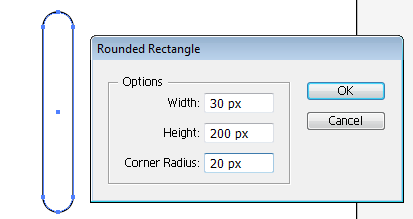 Rounded Rectangle
Options
Width: 30 px
Height: 200 px
Corner Radius: 20 px
OK
Cancel